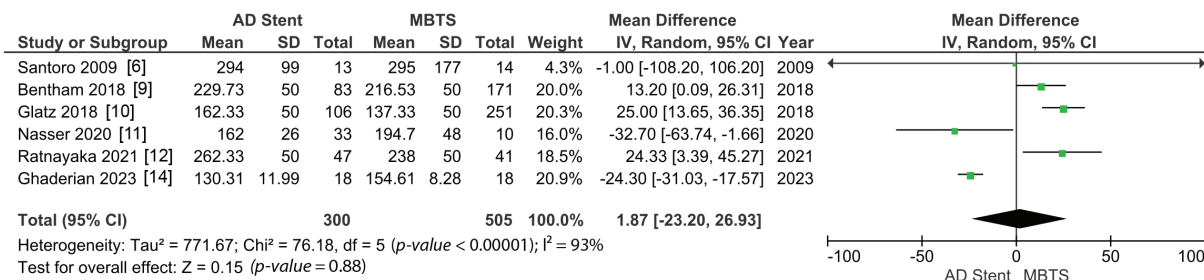 AD Stent MBTS Mean Difference Mean Difference
Study or Subgroup Mean SD Total Mean SD Total Weight IV, Random, 95% CI Year IV, Random, 95% CI
Santoro 2009 [6] 294 99 13 295 177 14 4.3% -1.00 [-108.20, 106.20] 2009
Bentham 2018 [9] 229.73 50 83 216.53 50 171 20.0% 13.20 [0.09, 26.31] 2018
Glatz 2018 [10] 162.33 50 106 137.33 50 251 20.3% 25.00 [13.65, 36.35] 2018
Nasser 2020 [11] 162 26 33 194.7 48 10 16.0% -32.70 [-63.74, -1.66] 2020
Ratnayaka 2021 [12] 262.33 50 47 238 50 41 18.5% 24.33 [3.39, 45.27] 2021
Ghaderian 2023 [14] 130.31 11.99 18 154.61 8.28 18 20.9% -24.30 [-31.03, -17.57] 2023
Total (95% CI) 300 505 100.0% 1.87 [-23.20, 26.93]
Heterogeneity: Tau² = 771.67; Chi² = 76.18, df = 5 (p-value < 0.00001); I² = 93%
Test for overall effect: Z = 0.15 (p-value = 0.88)
-100 -50 0 50 100
AD Stent MBTS